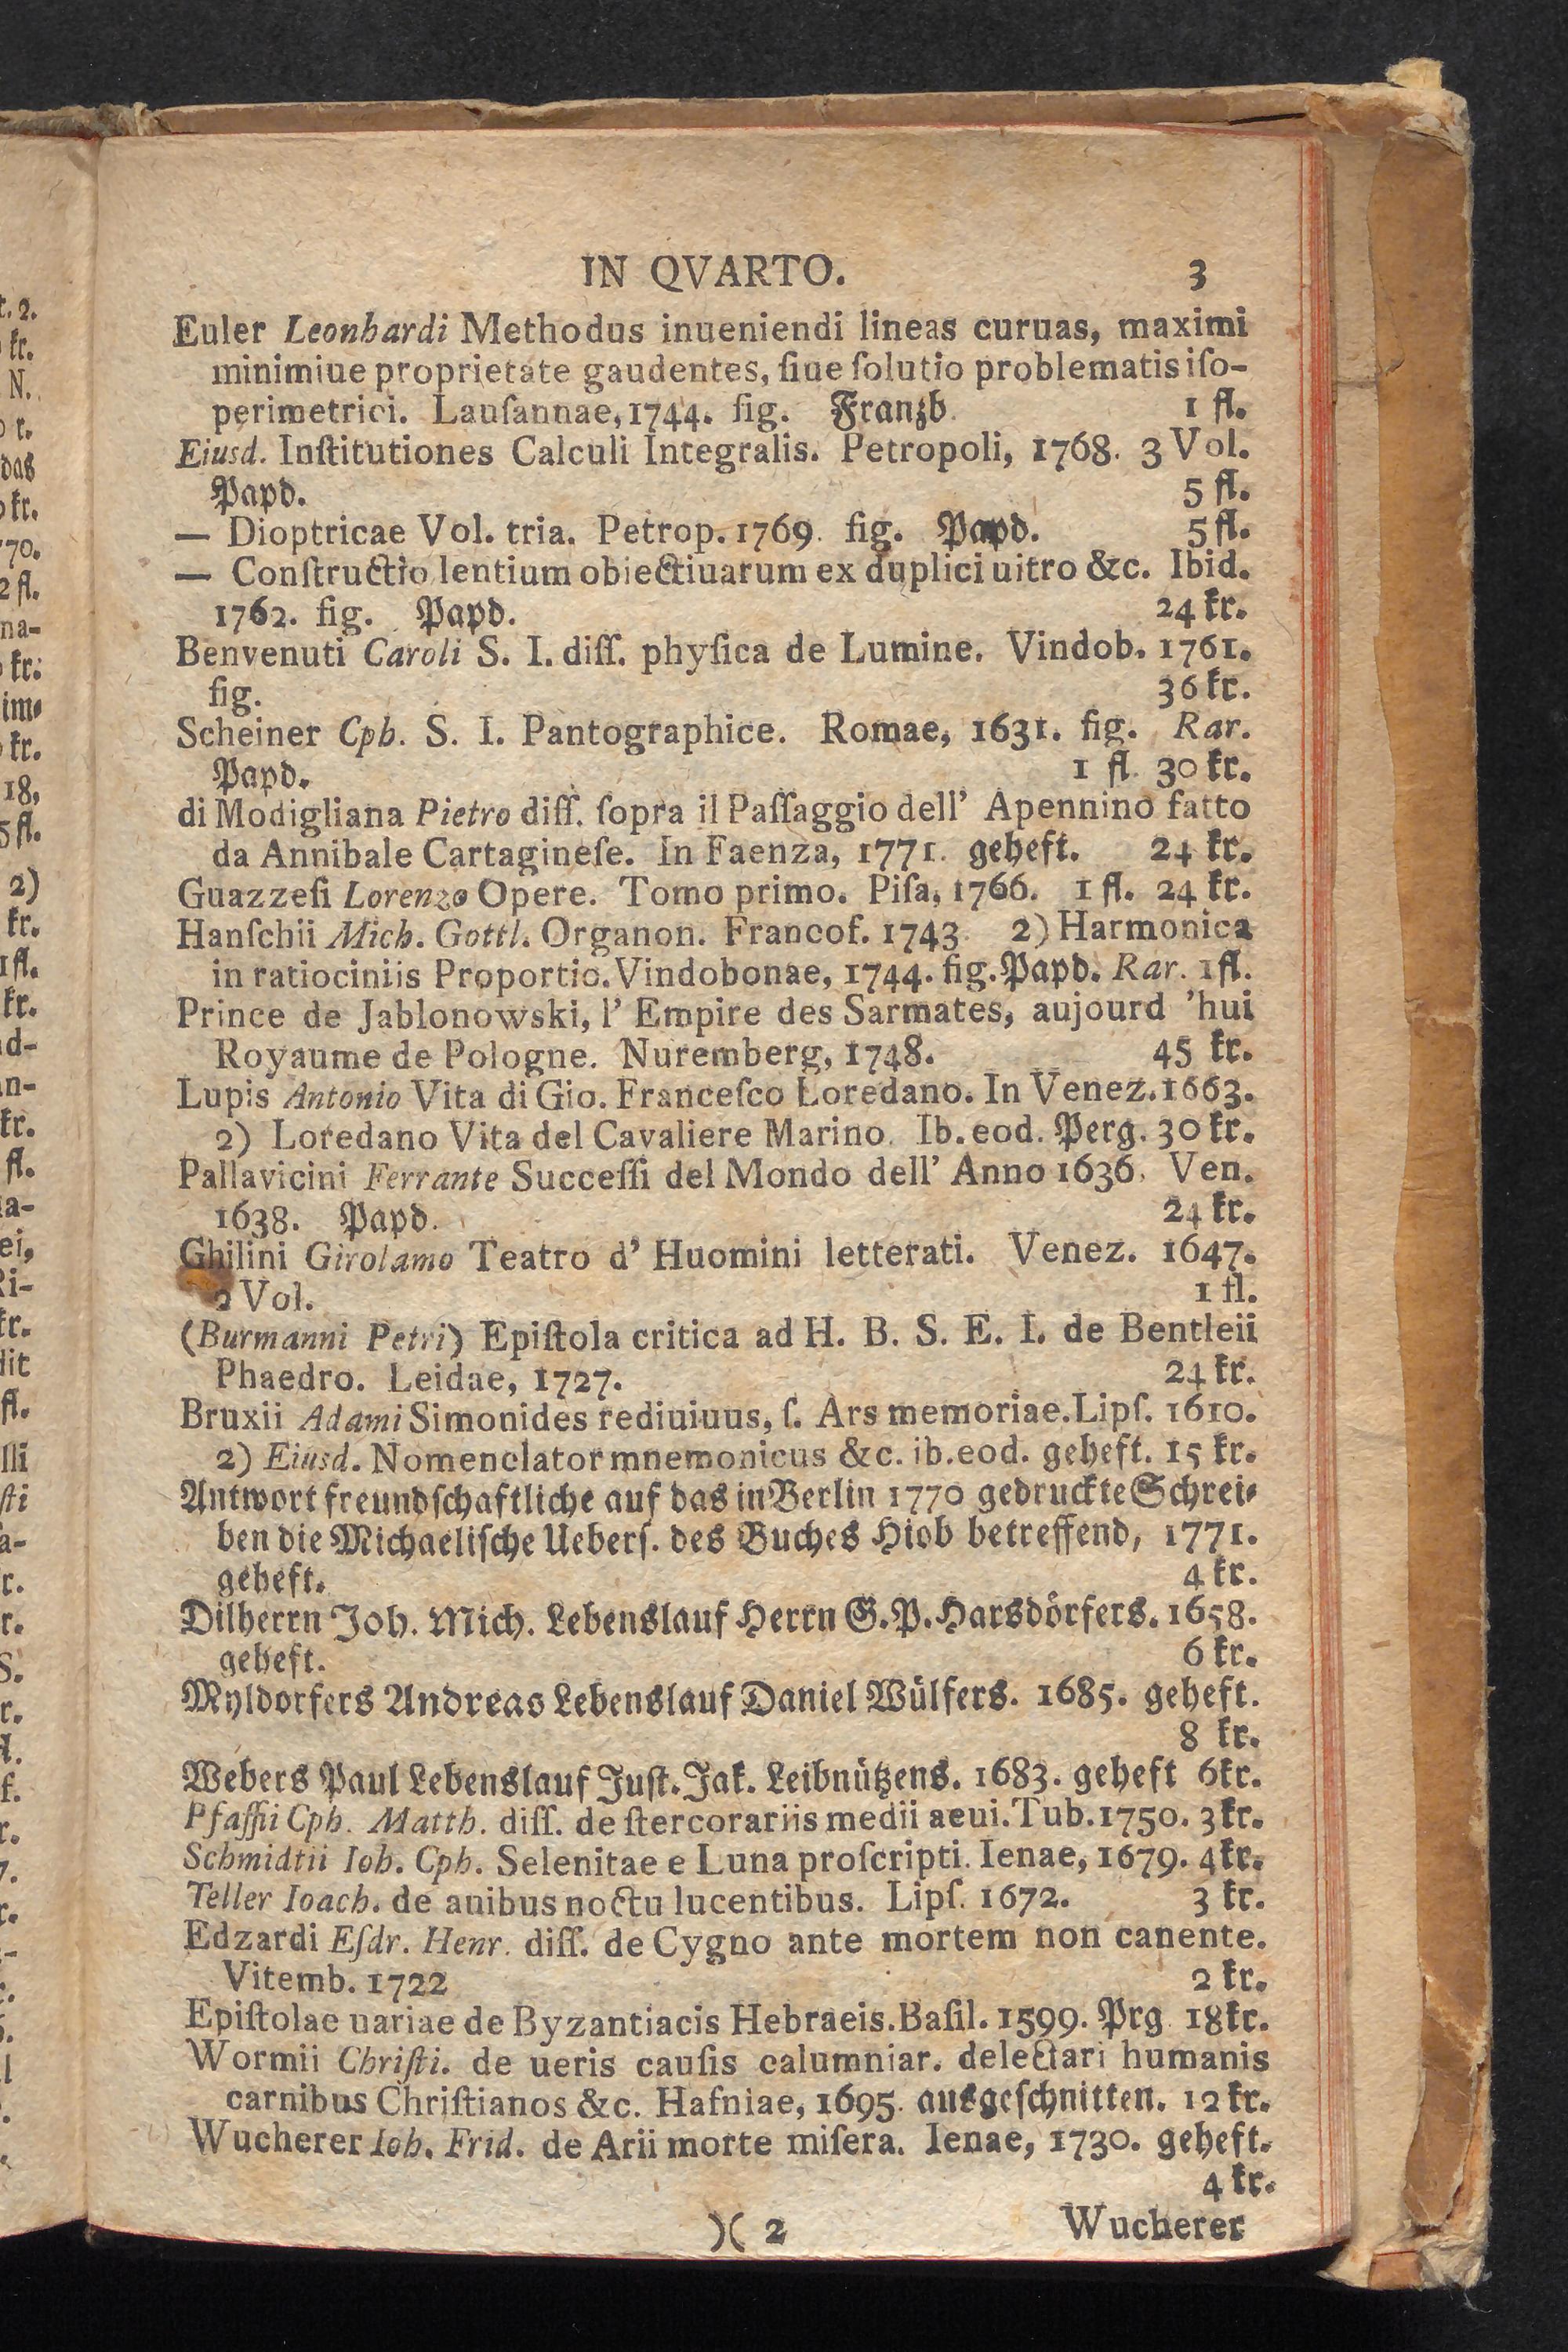 IN QVARTO. 3
Euler Leonhardi Methodus inueniendi lineas curuas, maximi
minimiue proprietate gaudentes, ſiue ſolutio problematis iſo-
perimetrici. Lauſannae, 1744. fig. Franzb 1 fl.
Eiusd. Inſtitutiones Calculi Integralis. Petropoli, 1768. 3 Vol.
Papd. 5 fl.
— Dioptricae Vol. tria. Petrop. 1769. fig. Papd. 5 fl.
— Conſtructio lentium obiectiuarum ex duplici uitro &c. Ibid.
1762. fig. Papd. 24 kr.
Benvenuti Caroli S. I. diſſ. phyſica de Lumine. Vindob. 1761.
fig. 36 kr.
Scheiner Cph. S. I. Pantographice. Romae, 1631. fig. Rar.
Papd. 1 fl. 30 kr.
di Modigliana Pietro diſſ. ſopra il Paſſaggio dell' Apennino fatto
da Annibale Cartagineſe. In Faenza, 1771. geheft. 24 kr.
Guazzeſi Lorenzo Opere. Tomo primo. Piſa, 1766. 1 fl. 24 kr.
Hanſchii Mich. Gottl. Organon. Francof. 1743. 2) Harmonica
in ratiociniis Proportio. Vindobonae, 1744. fig. Papd. Rar. 1 fl.
Prince de Jablonowski, l' Empire des Sarmates, aujourd 'hui
Royaume de Pologne. Nuremberg, 1748. 45 kr.
Lupis Antonio Vita di Gio. Franceſco Loredano. In Venez. 1663.
2) Loredano Vita del Cavaliere Marino. Ib. eod. Perg. 30 kr.
Pallavicini Ferrante Succeſſi del Mondo dell' Anno 1636. Ven.
1638. Papd. 24 kr.
Ghilini Girolamo Teatro d' Huomini letterati. Venez. 1647.
2 Vol. 1 fl.
(Burmanni Petri) Epiſtola critica ad H. B. S. E. I. de Bentleii
Phaedro. Leidae, 1727. 24 kr.
Bruxii Adami Simonides rediuiuus, ſ. Ars memoriae. Lipſ. 1610.
2) Eiusd. Nomenclator mnemonicus &c. ib. eod. geheft. 15 kr.
Antwort freundſchaftliche auf das in Berlin 1770 gedruckte Schrei-
ben die Michaeliſche Ueberſ. des Buches Hiob betreffend, 1771.
geheft. 4 kr.
Dilherrn Joh. Mich. Lebenslauf Herrn G. P. Harsdörfers. 1658.
geheft. 6 kr.
Myldorfers Andreas Lebenslauf Daniel Wülfers. 1685. geheft.
8 kr.
Webers Paul Lebenslauf Juſt. Jak. Leibnützens. 1683. geheft 6 kr.
Pfaffii Cph. Matth. diſſ. de ſtercorariis medii aeui. Tub. 1750. 3 kr.
Schmidtii Ioh. Cph. Selenitae e Luna proſcripti. Ienae, 1679. 4 kr.
Teller Ioach. de auibus noctu lucentibus. Lipſ. 1672. 3 kr.
Edzardi Eſdr. Henr. diſſ. de Cygno ante mortem non canente.
Vitemb. 1722 2 kr.
Epiſtolae uariae de Byzantiacis Hebraeis. Baſil. 1599. Prg 18 kr.
Wormii Chriſti. de ueris cauſis calumniar. delectari humanis
carnibus Chriſtianos &c. Hafniae, 1695. ausgeſchnitten. 12 kr.
Wucherer Ioh. Frid. de Arii morte miſera. Ienae, 1730. geheft.
4 kr.
)( 2 Wucherer